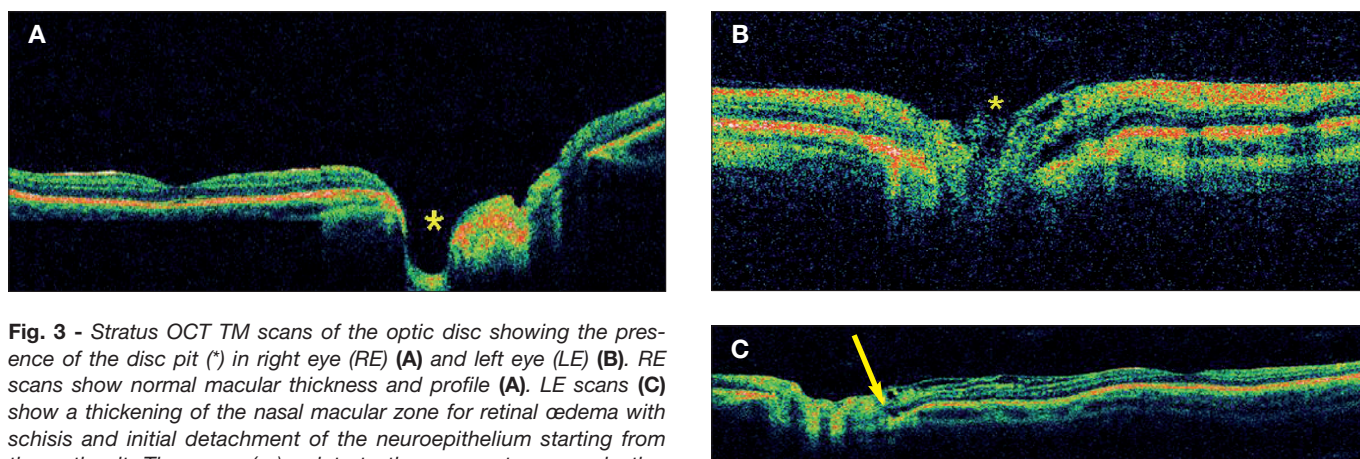 A
B
Fig. 3 - Stratus OCT TM scans of the optic disc showing the pres-
ence of the disc pit (*) in right eye (RE) (A) and left eye (LE) (B). RE
scans show normal macular thickness and profile (A). LE scans (C)
show a thickening of the nasal macular zone for retinal œdema with
schisis and initial detachment of the neuroepithelium starting from
C